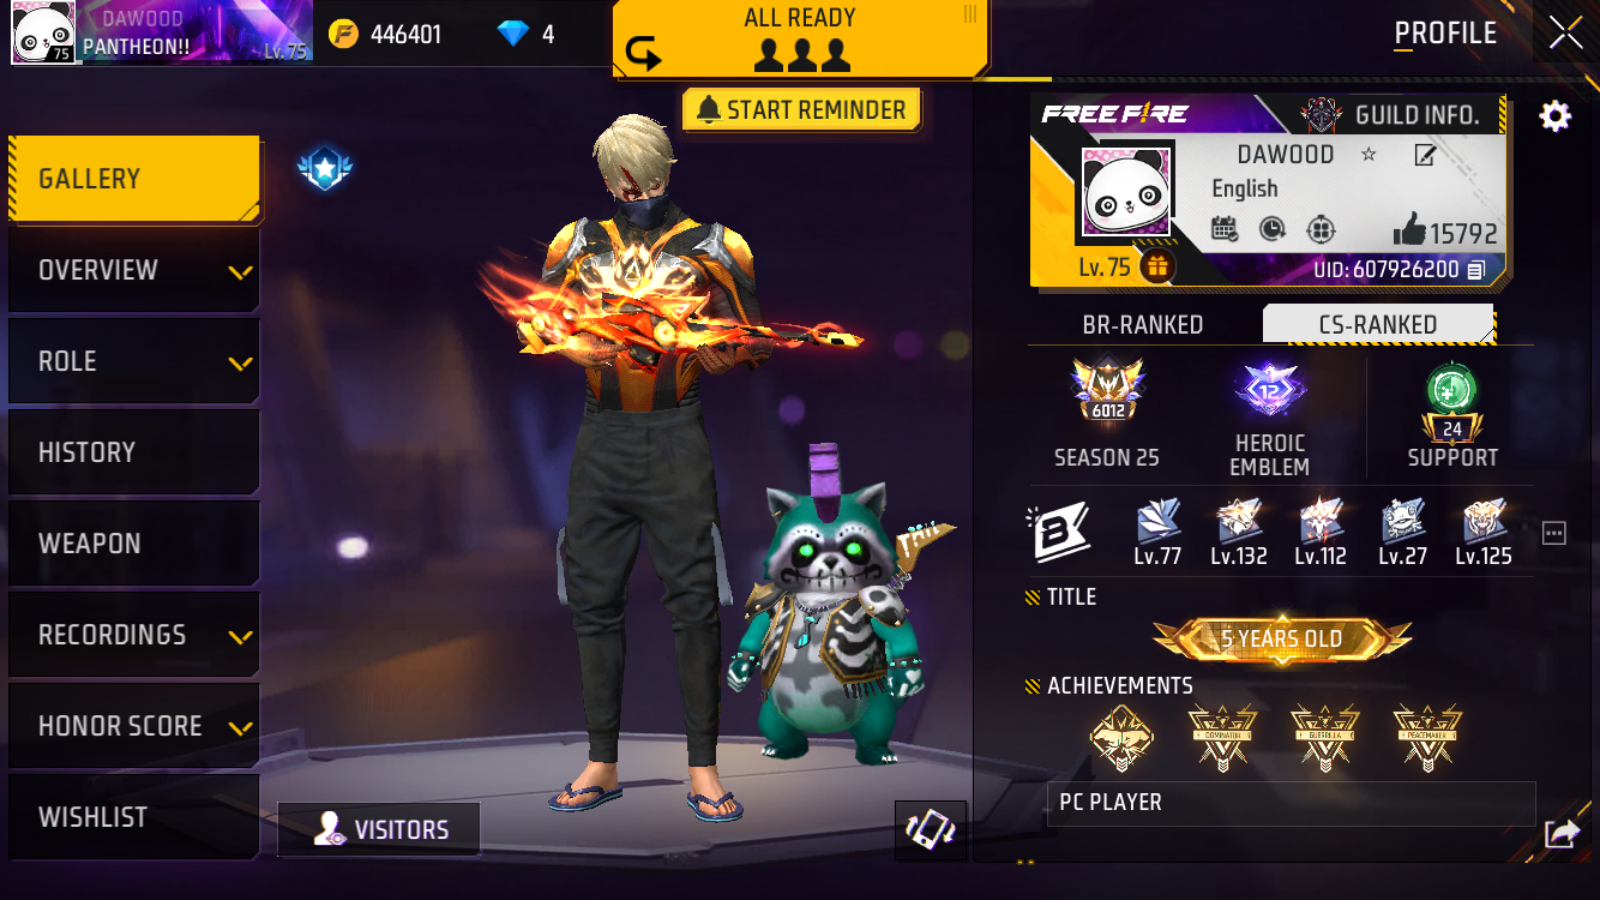 DAWOOD
PANTHEON!!
75
Lv. 75
446401
4
ALL READY
START REMINDER
PROFILE
GALLERY
OVERVIEW
ROLE
HISTORY
WEAPON
RECORDINGS
HONOR SCORE
WISHLIST
VISITORS
FREE FIRE
GUILD INFO.
DAWOOD
English
15792
Lv. 75
UID: 607926200
BR-RANKED
CS-RANKED
6012
12
24
SEASON 25
HEROIC
EMBLEM
SUPPORT
B
Lv.77
Lv.132
Lv.112
Lv.27
Lv.125
TITLE
5 YEARS OLD
ACHIEVEMENTS
DOMINATOR
GUERRILLA
PEACEMAKER
PC PLAYER